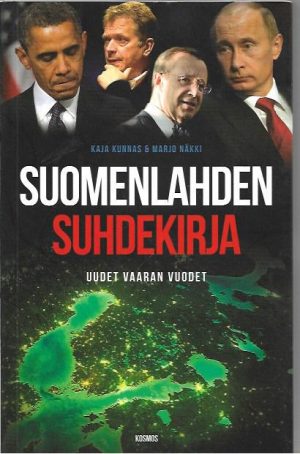 KAJA KUNNAS & MARJO NÄKKI
SUOMENLAHDEN
SUHDEKIRJA
UUDET VAARAN VUODET
KOSMOS